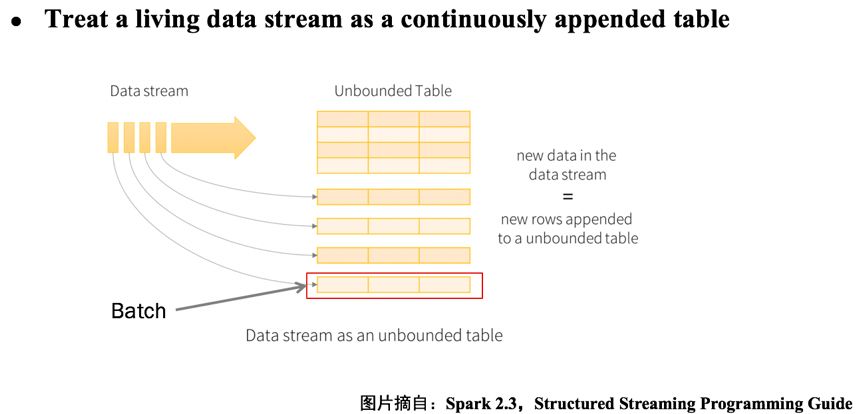 • Treat a living data stream as a continuously appended table
Data stream
Unbounded Table
new data in the
data stream
=
new rows appended
to a unbounded table
Batch
Data stream as an unbounded table
图片摘自：Spark 2.3，Structured Streaming Programming Guide